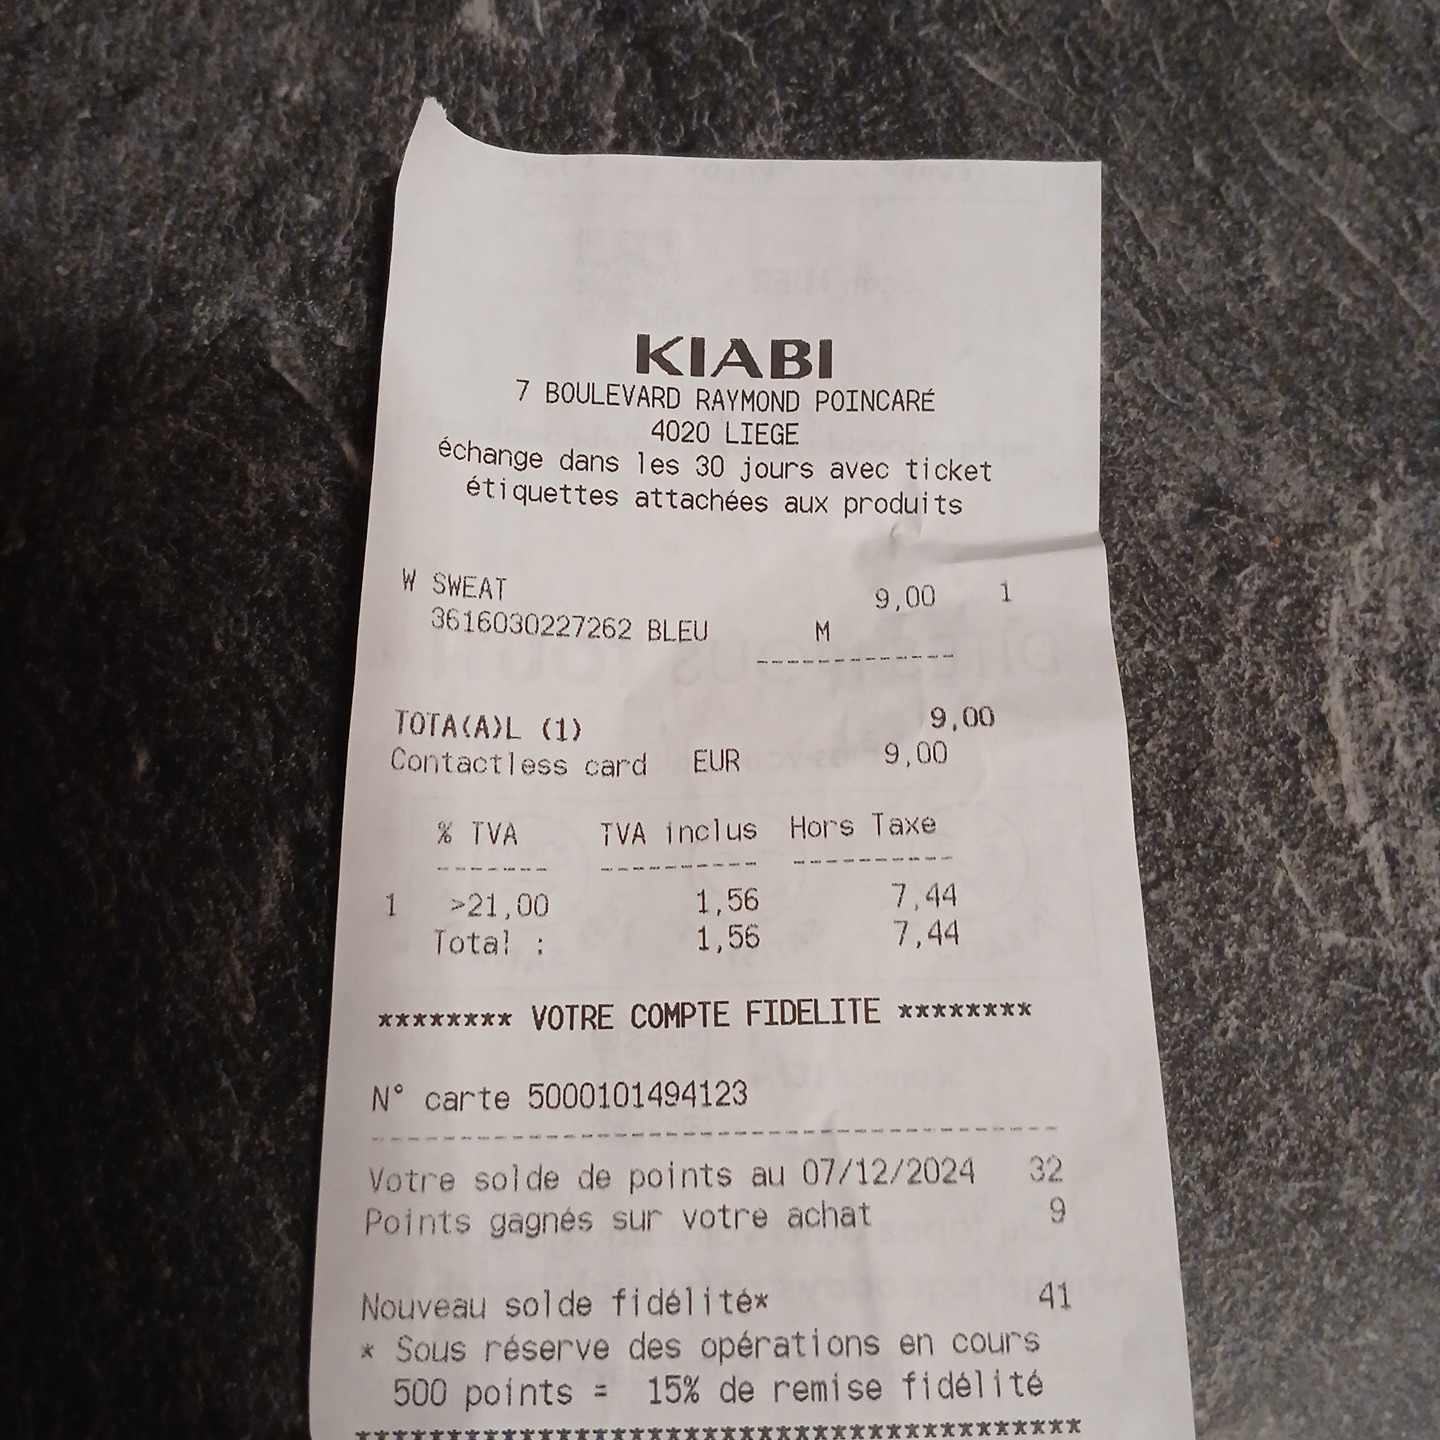 KIABI
7 BOULEVARD RAYMOND POINCARÉ
4020 LIEGE
échange dans les 30 jours avec ticket
étiquettes attachées aux produits
W SWEAT 9,00 1
3616030227262 BLEU M
TOTA(A)L (1) 9,00
Contactless card EUR 9,00
% TVA TVA inclus Hors Taxe
1 >21,00 1,56 7,44
Total : 1,56 7,44
******** VOTRE COMPTE FIDELITE ********
N° carte 5000101494123
Votre solde de points au 07/12/2024 32
Points gagnés sur votre achat 9
Nouveau solde fidélité* 41
* Sous réserve des opérations en cours
500 points = 15% de remise fidélité